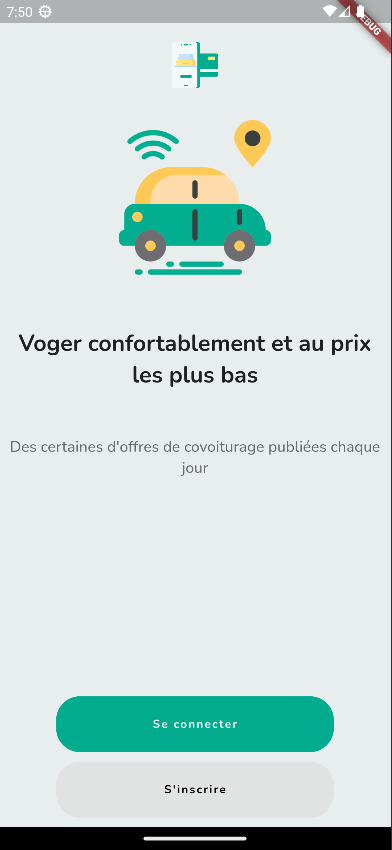 7:50
DEBUG
Voger confortablement et au prix
les plus bas
Des certaines d'offres de covoiturage publiées chaque
jour
Se connecter
S'inscrire